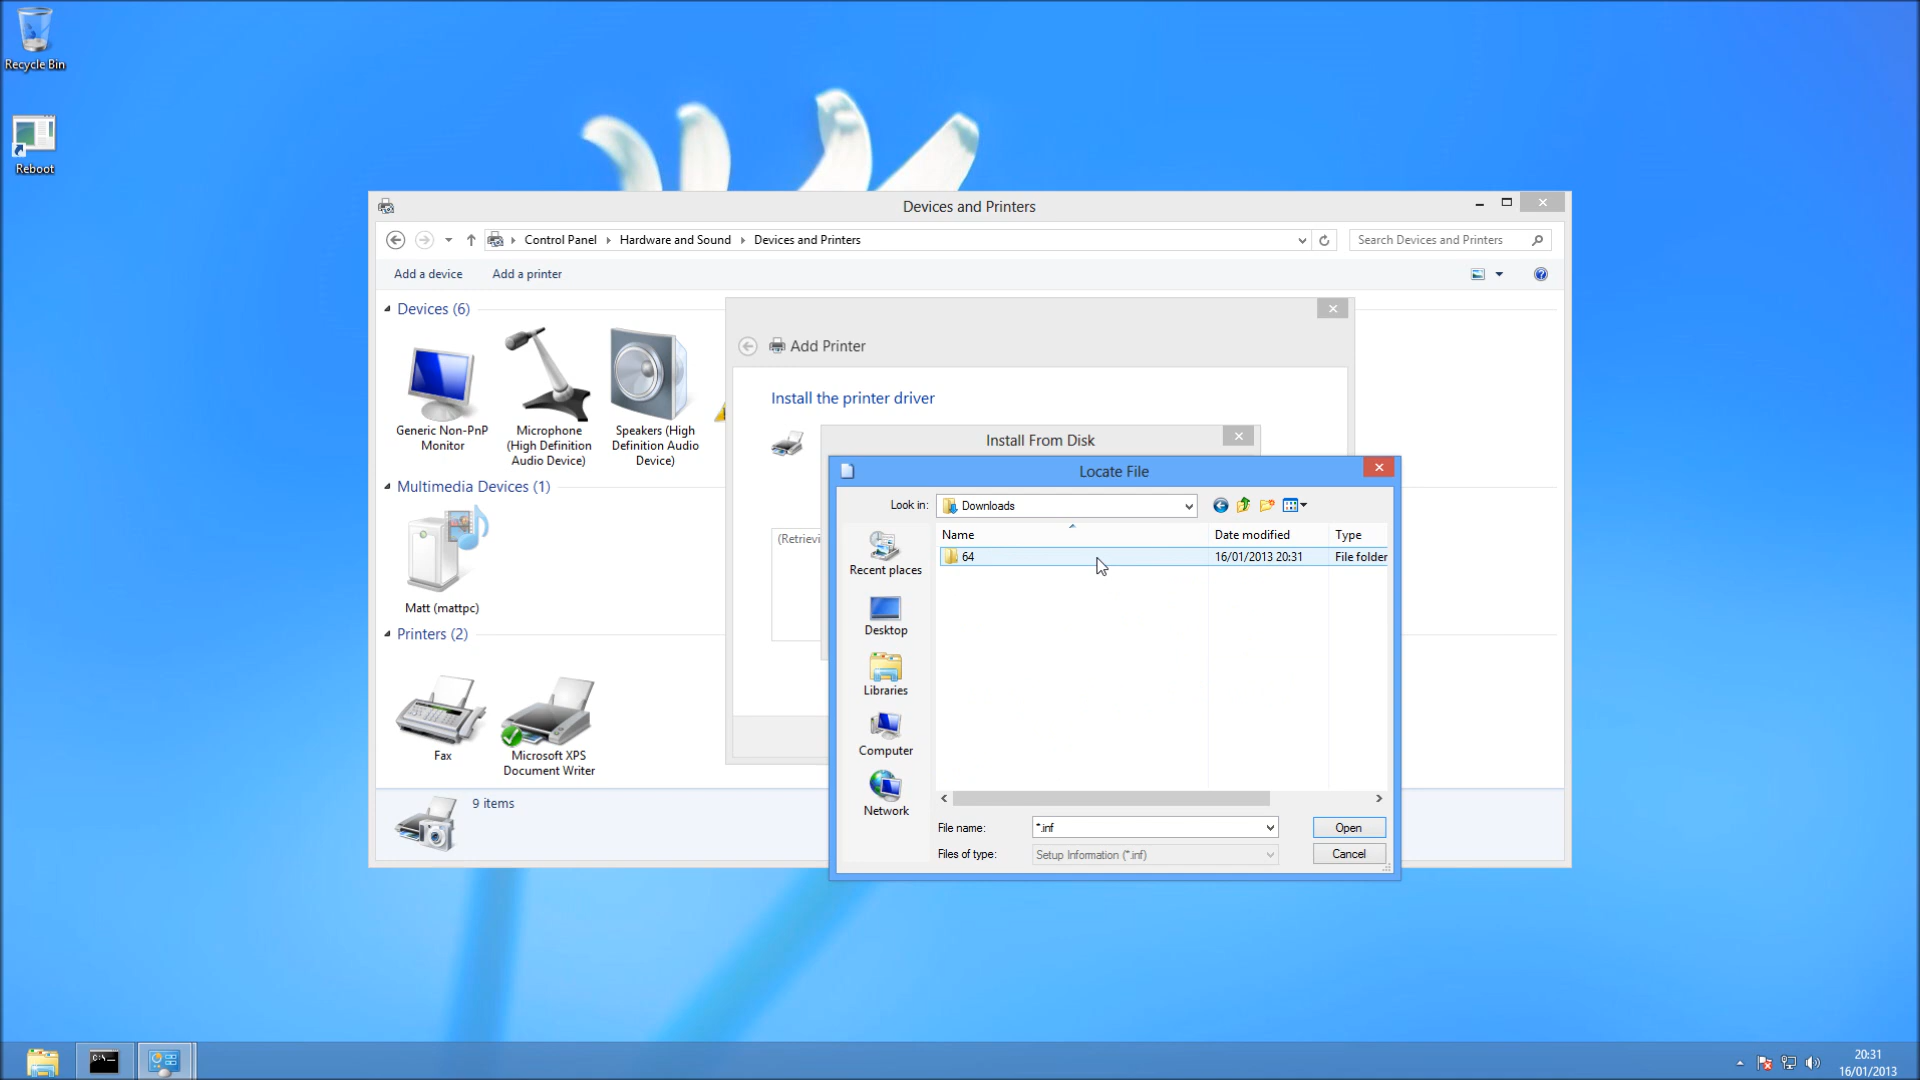 Recycle Bin
Reboot
Devices and Printers
Control Panel
Hardware and Sound
Devices and Printers
Search Devices and Printers
Add a device
Add a printer
Devices (6)
Generic Non-PnP
Monitor
Microphone
(High Definition
Audio Device)
Speakers (High
Definition Audio
Device)
Multimedia Devices (1)
Matt (mattpc)
Printers (2)
Fax
Microsoft XPS
Document Writer
9 items
Add Printer
Install the printer driver
(Retrievi
Install From Disk
Locate File
Look in:
Downloads
Name
Date modified
Type
64
16/01/2013 20:31
File folder
Recent places
Desktop
Libraries
Computer
Network
File name:
*.inf
Open
Files of type:
Setup Information (*.inf)
Cancel
C:\_
20:31
16/01/2013